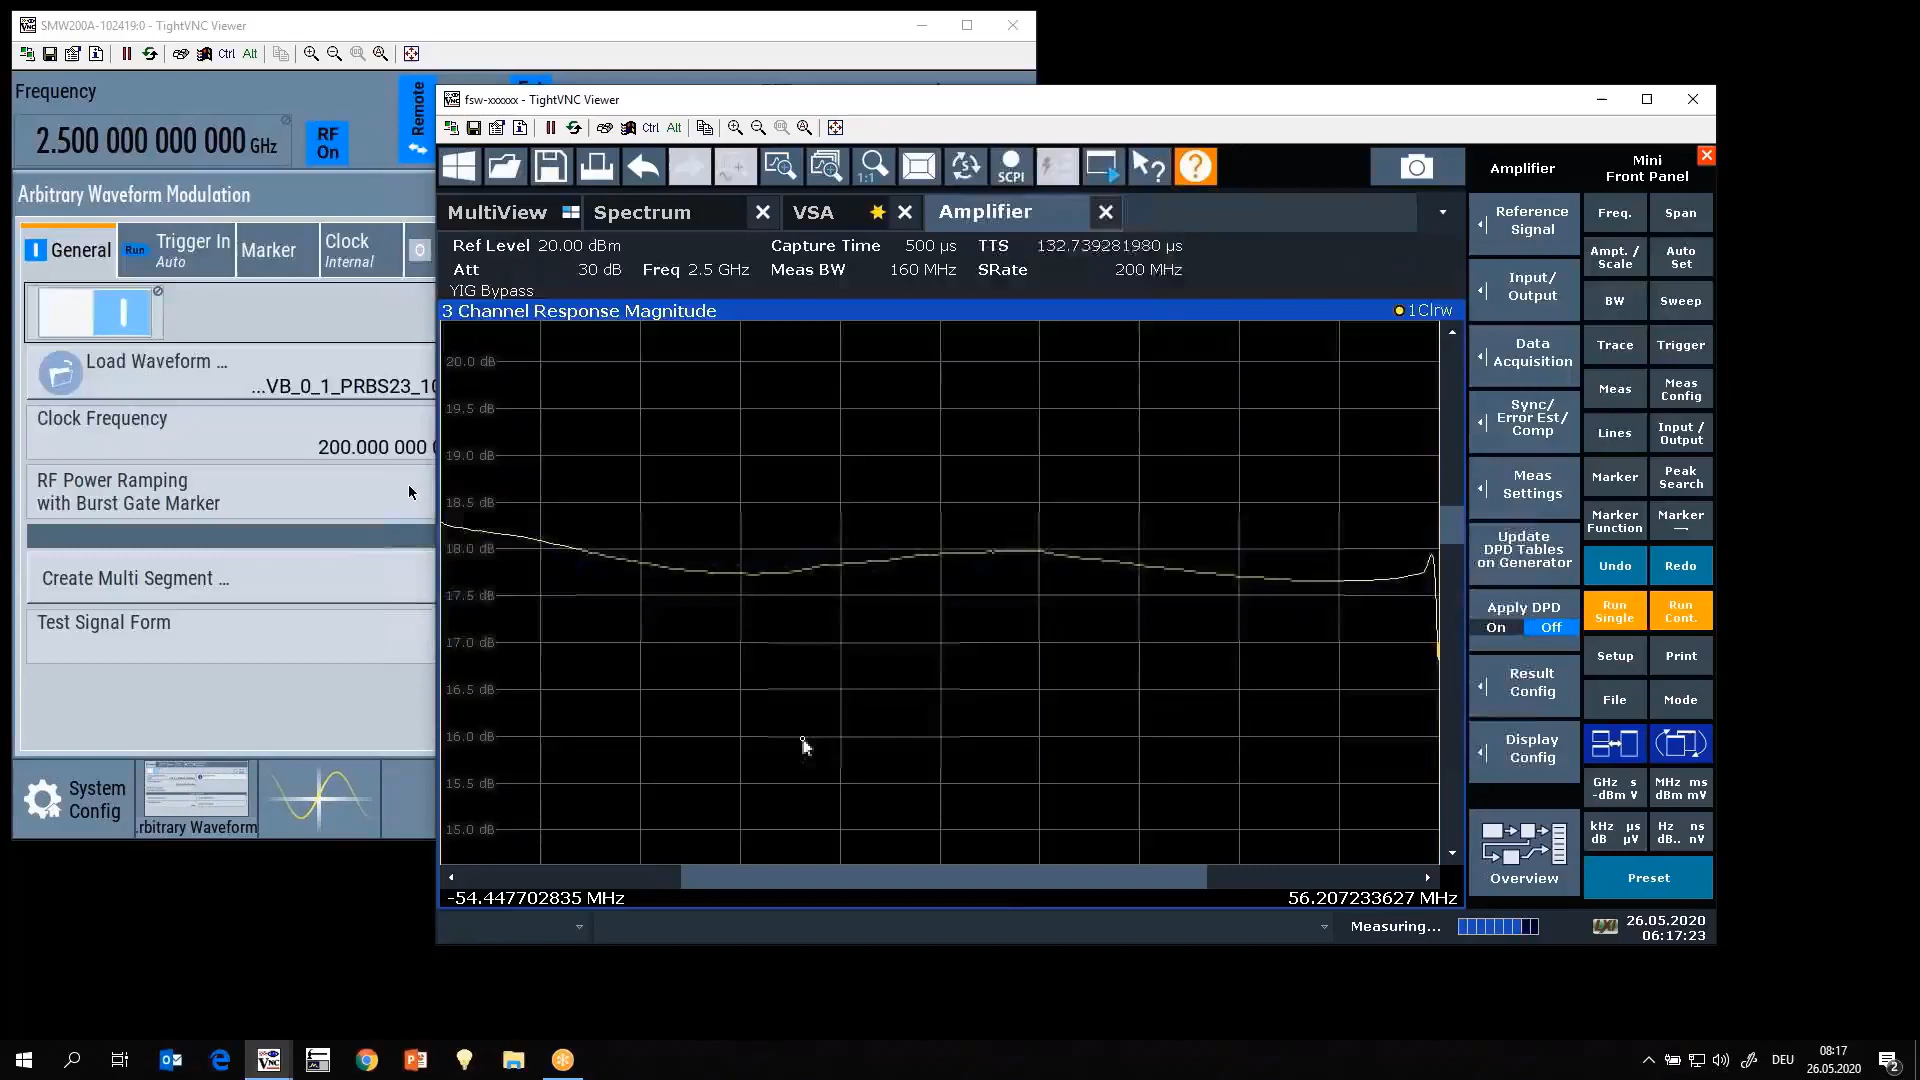 SMW200A-102419:0 - TightVNC Viewer
Ctrl Alt
Frequency
2.500 000 000 000 GHz
RF
On
Remote
Arbitrary Waveform Modulation
General
Run
Trigger In
Auto
Marker
Clock
Internal
Load Waveform ...
...VB_0_1_PRBS23_10
Clock Frequency
200.000 000 0
RF Power Ramping
with Burst Gate Marker
Create Multi Segment ...
Test Signal Form
System
Config
rbitrary Waveform
fsw-xxxxxx - TightVNC Viewer
Ctrl Alt
1:1
SCPI
MultiView
Spectrum
VSA
Amplifier
Ref Level 20.00 dBm Capture Time 500 µs TTS 132.739281980 µs
Att 30 dB Freq 2.5 GHz Meas BW 160 MHz SRate 200 MHz
YIG Bypass
3 Channel Response Magnitude
1Clrw
20.0 dB
19.5 dB
19.0 dB
18.5 dB
18.0 dB
17.5 dB
17.0 dB
16.5 dB
16.0 dB
15.5 dB
15.0 dB
-54.447702835 MHz
56.207233627 MHz
Measuring...
26.05.2020
06:17:23
Amplifier
Reference
Signal
Input/
Output
Data
Acquisition
Sync/
Error Est/
Comp
Meas
Settings
Update
DPD Tables
on Generator
Apply DPD
On Off
Result
Config
Display
Config
Overview
Mini
Front Panel
Freq.
Span
Ampt. /
Scale
Auto
Set
BW
Sweep
Trace
Trigger
Meas
Meas
Config
Lines
Input /
Output
Marker
Peak
Search
Marker
Function
Marker
Undo
Redo
Run
Single
Run
Cont.
Setup
Print
File
Mode
GHz s
-dBm V
MHz ms
dBm mV
kHz µs
dB µV
Hz ns
dB.. nV
Preset
DEU
08:17
26.05.2020
2